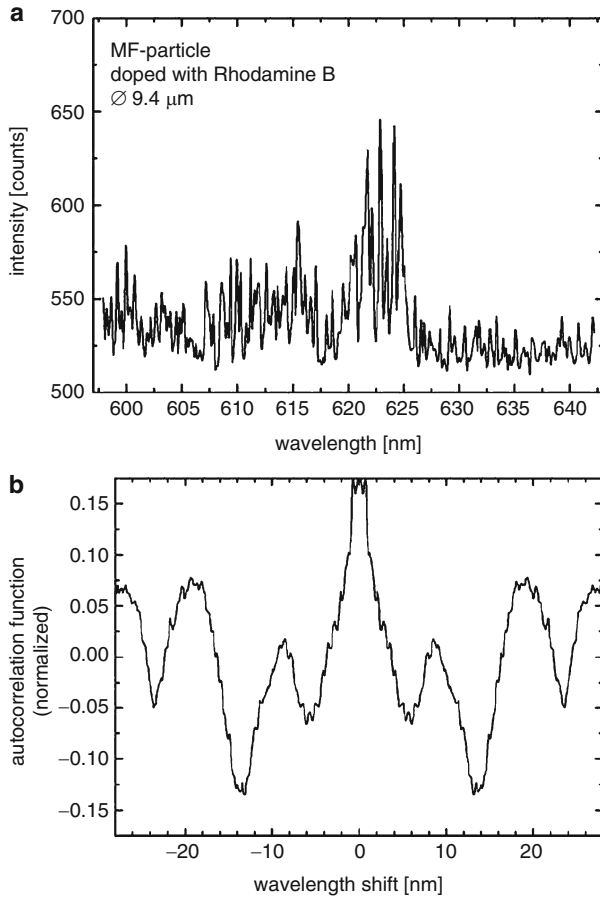 a
700
MF-particle
doped with Rhodamine B
Ø 9.4 µm
650
600
550
500
intensity [counts]
600 605 610 615 620 625 630 635 640
wavelength [nm]
b
0.15
0.10
0.05
0.00
−0.05
−0.10
−0.15
autocorrelation function
(normalized)
−20 −10 0 10 20
wavelength shift [nm]